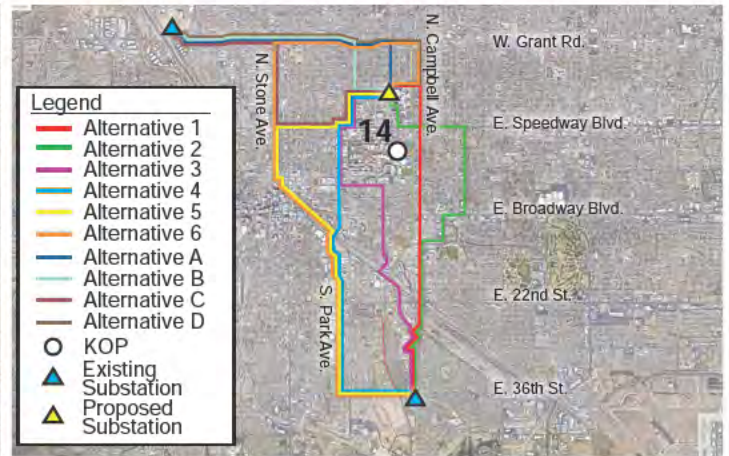 W. Grant Rd.
N. Campbell Ave.
N. Stone Ave.
Legend
Alternative 1
Alternative 2
Alternative 3
Alternative 4
Alternative 5
Alternative 6
Alternative A
Alternative B
Alternative C
Alternative D
KOP
Existing
Substation
Proposed
Substation
14
E. Speedway Blvd.
E. Broadway Blvd.
E. 22nd St.
S. Park Ave.
E. 36th St.